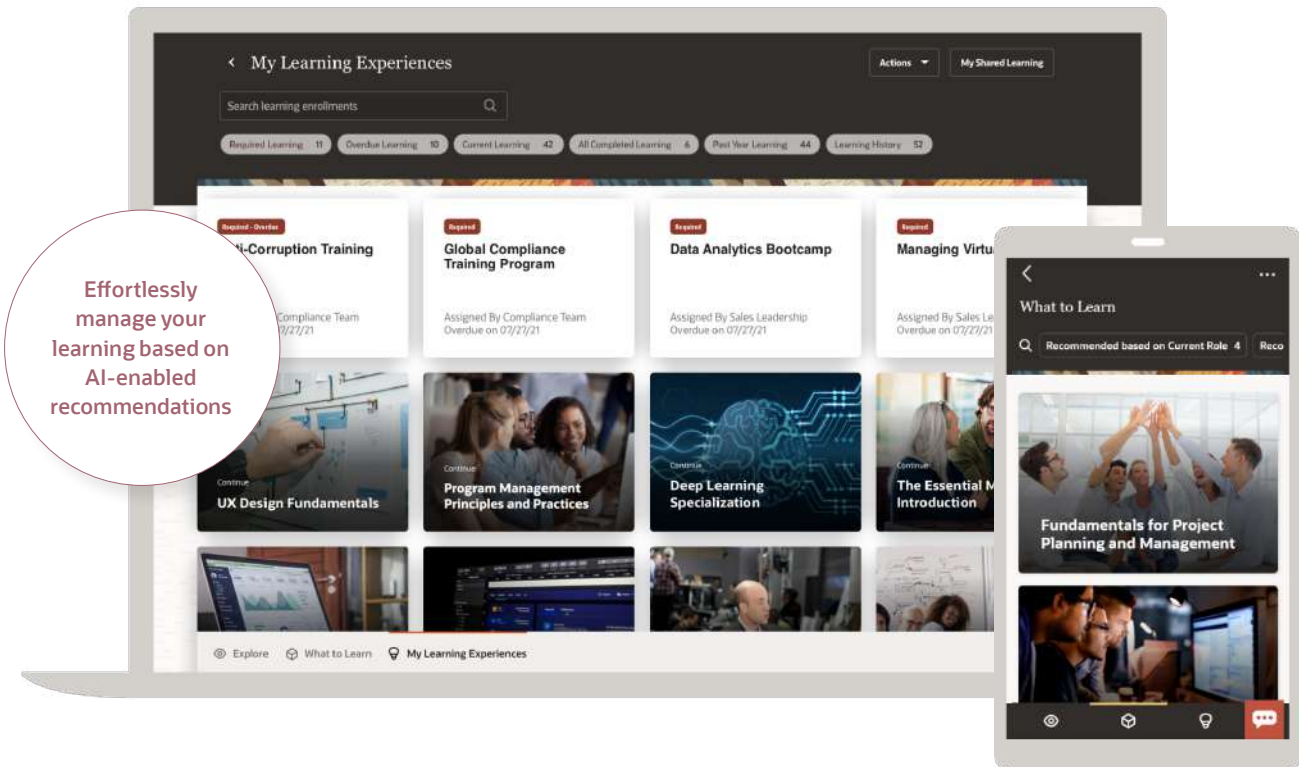 My Learning Experiences
Actions
My Shared Learning
Search learning enrollments
Required Learning 11
Overdue Learning 10
Current Learning 42
All Completed Learning 6
Past Year Learning 44
Learning History 52
Required - Overdue
i-Corruption Training
Compliance Team
7/27/21
Required
Global Compliance
Training Program
Assigned By Compliance Team
Overdue on 07/27/21
Required
Data Analytics Bootcamp
Assigned By Sales Leadership
Overdue on 07/27/21
Required
Managing Virtu
Assigned By Sales Le
Overdue on 07/27/21
Effortlessly
manage your
learning based on
AI-enabled
recommendations
Continue
UX Design Fundamentals
Continue
Program Management
Principles and Practices
Continue
Deep Learning
Specialization
Continue
The Essential M
Introduction
Explore
What to Learn
My Learning Experiences
What to Learn
Recommended based on Current Role 4
Reco
Fundamentals for Project
Planning and Management